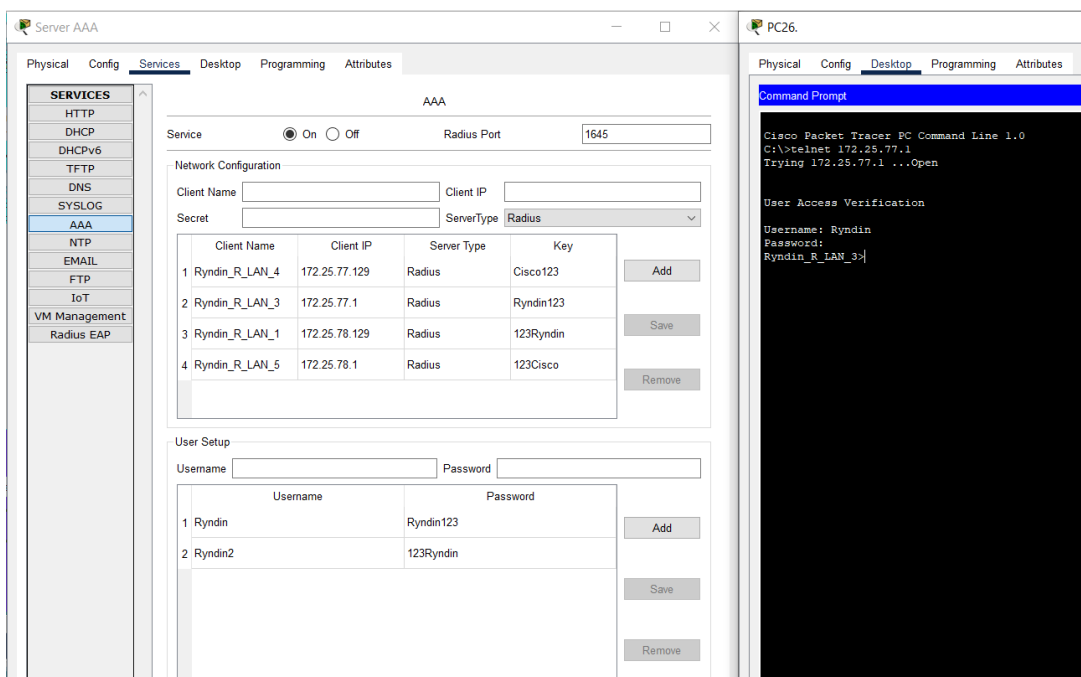 Server AAA
Physical Config Services Desktop Programming Attributes
SERVICES
HTTP
DHCP
DHCPv6
TFTP
DNS
SYSLOG
AAA
NTP
EMAIL
FTP
IoT
VM Management
Radius EAP
AAA
Service On Off Radius Port 1645
Network Configuration
Client Name Client IP
Secret ServerType Radius
Client Name Client IP Server Type Key
1 Ryndin_R_LAN_4 172.25.77.129 Radius Cisco123
2 Ryndin_R_LAN_3 172.25.77.1 Radius Ryndin123
3 Ryndin_R_LAN_1 172.25.78.129 Radius 123Ryndin
4 Ryndin_R_LAN_5 172.25.78.1 Radius 123Cisco
Add
Save
Remove
User Setup
Username Password
Username Password
1 Ryndin Ryndin123
2 Ryndin2 123Ryndin
Add
Save
Remove
PC26.
Physical Config Desktop Programming Attributes
Command Prompt
Cisco Packet Tracer PC Command Line 1.0
C:\>telnet 172.25.77.1
Trying 172.25.77.1 ...Open
User Access Verification
Username: Ryndin
Password:
Ryndin_R_LAN_3>